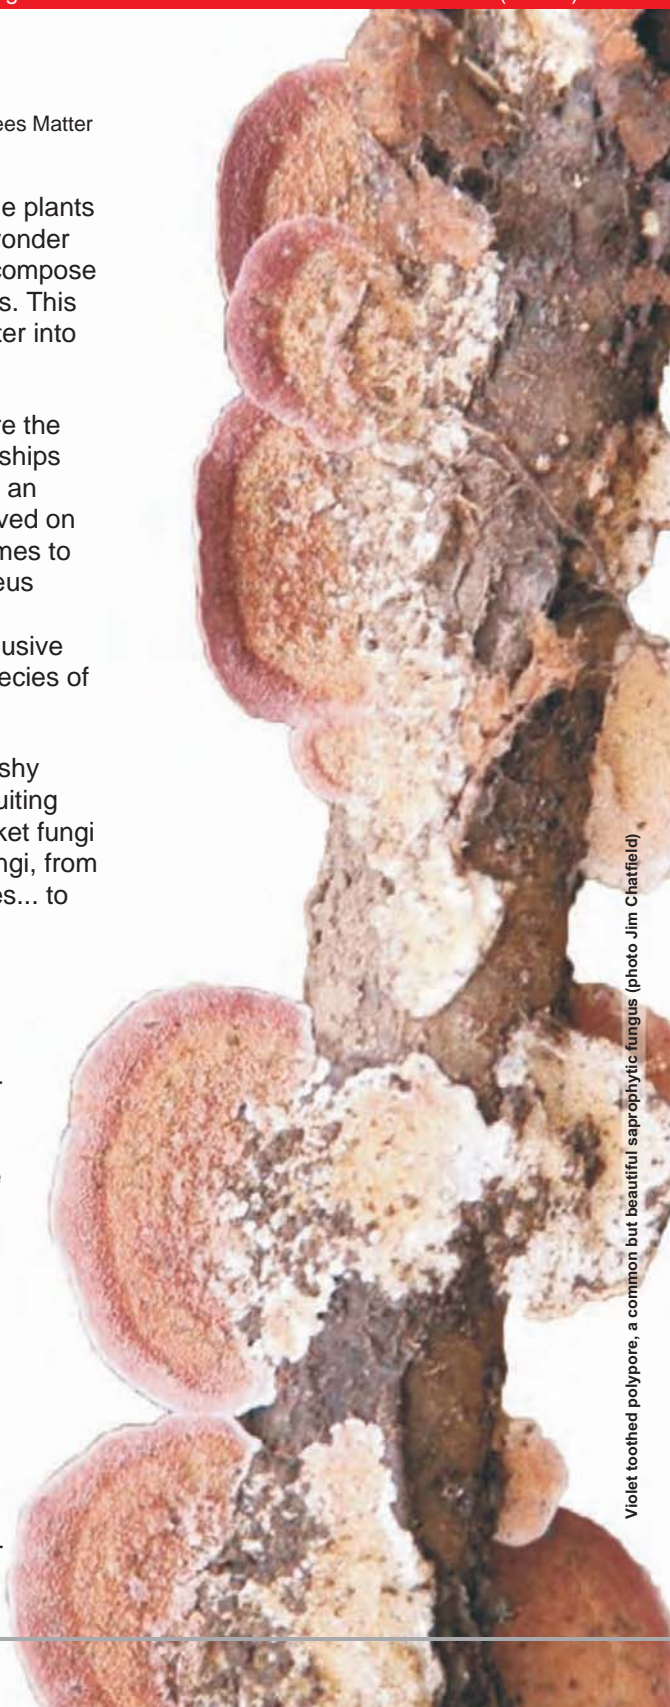 ees Matter
e plants
onder
compose
s. This
ter into
re the
ships
an
ved on
mes to
eus
usive
ecies of
shy
uiting
ket fungi
ngi, from
es... to
Violet toothed polypore, a common but beautiful saprophytic fungus (photo Jim Chatfield)